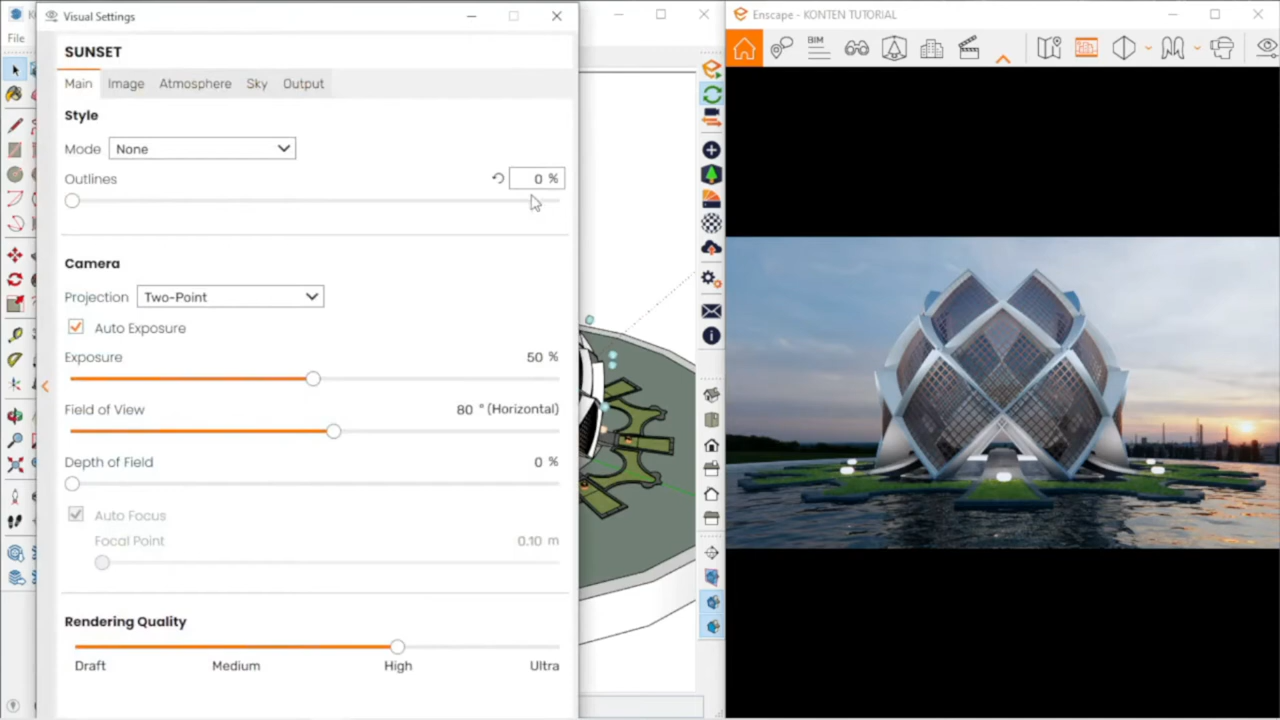 Visual Settings
File
SUNSET
Main Image Atmosphere Sky Output
Style
Mode None
Outlines 0 %
Camera
Projection Two-Point
Auto Exposure
Exposure 50 %
Field of View 80 ° (Horizontal)
Depth of Field 0 %
Auto Focus
Focal Point 0.10 m
Rendering Quality
Draft Medium High Ultra
Enscape - KONTEN TUTORIAL
BIM